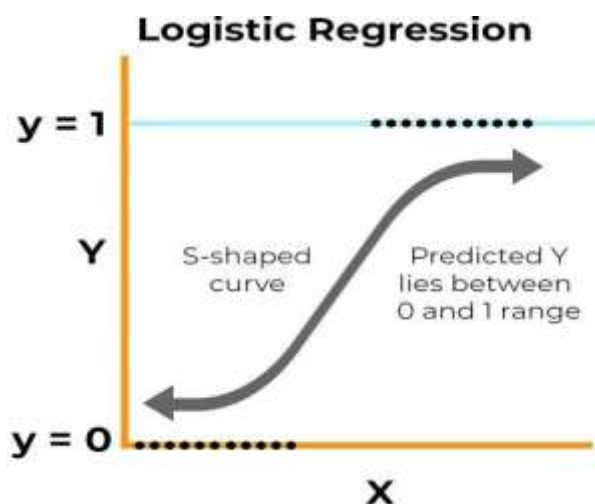 Logistic Regression
y = 1
Y
S-shaped
curve
Predicted Y
lies between
0 and 1 range
y = 0
X